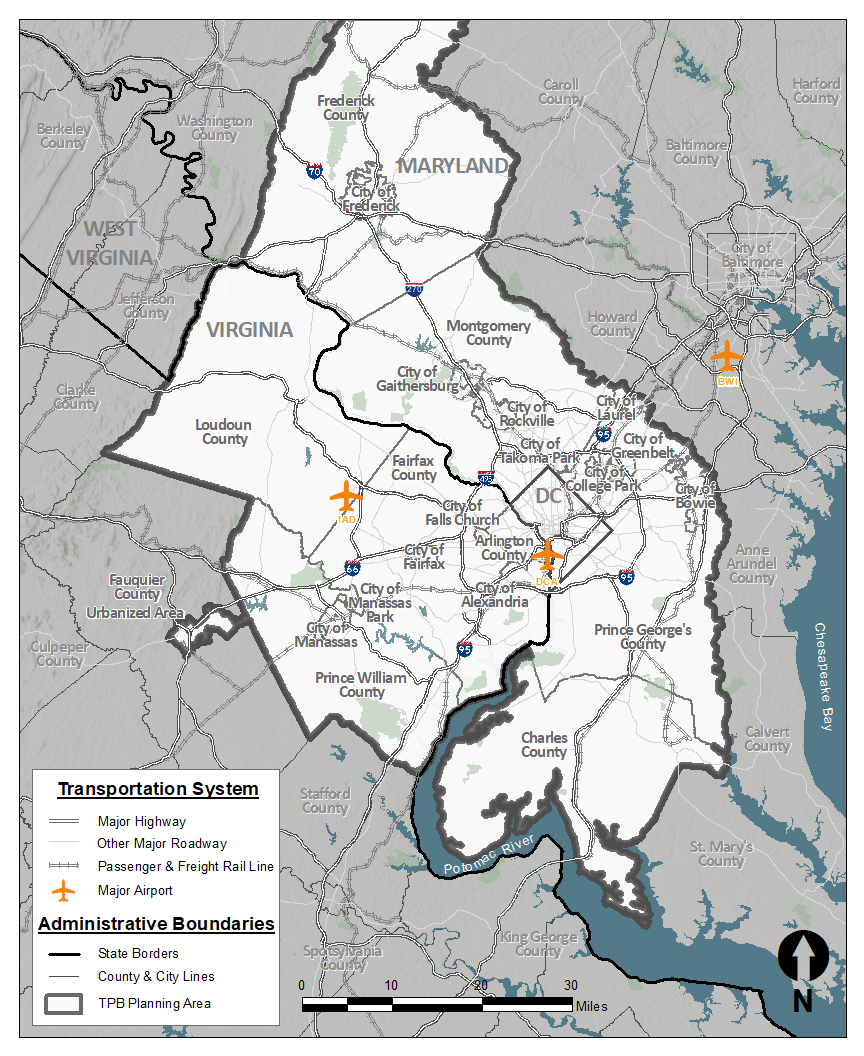 Caroll
County
Harford
County
Frederick
County
Berkeley
County
Washington
County
Baltimore
County
MARYLAND
70
City of
Frederick
WEST
VIRGINIA
City of
Baltimore
Jefferson
County
270
VIRGINIA
Montgomery
County
Howard
County
BWI
City of
Gaithersburg
Clarke
County
City of
Rockville
City of
Laurel
Loudoun
County
95
City of
Greenbelt
City of
Takoma Park
Fairfax
County
495
City of
College Park
DC
City of
Bowie
IAD
City of
Falls Church
Arlington
County
City of
Fairfax
66
DCA
95
Anne
Arundel
County
Fauquier
County
Urbanized Area
City of
Manassas
Park
City of
Alexandria
City of
Manassas
95
Prince George's
County
Culpeper
County
Chesapeake Bay
Prince William
County
Charles
County
Calvert
County
Stafford
County
Potomac River
St. Mary's
County
King George
County
Spotsylvania
County
Transportation System
Major Highway
Other Major Roadway
Passenger & Freight Rail Line
Major Airport
Administrative Boundaries
State Borders
County & City Lines
TPB Planning Area
0 10 20 30
Miles
N